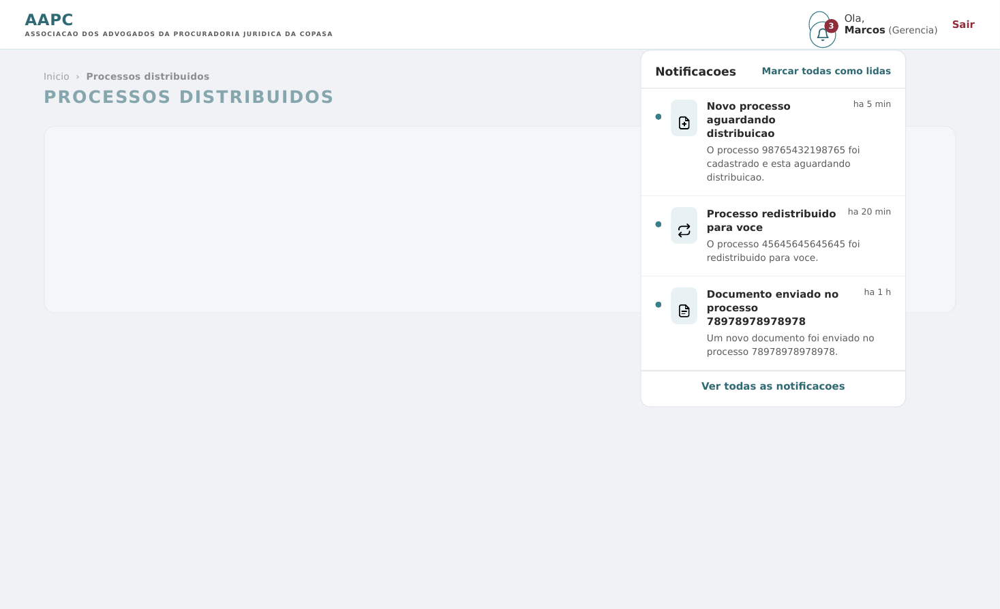 AAPC
ASSOCIACAO DOS ADVOGADOS DA PROCURADORIA JURIDICA DA COPASA
3
Ola,
Marcos (Gerencia)
Sair
Inicio › Processos distribuidos
PROCESSOS DISTRIBUIDOS
Notificacoes
Marcar todas como lidas
Novo processo
aguardando
distribuicao
ha 5 min
O processo 98765432198765 foi
cadastrado e esta aguardando
distribuicao.
Processo redistribuido
para voce
ha 20 min
O processo 45645645645645 foi
redistribuido para voce.
Documento enviado no
processo
78978978978978
ha 1 h
Um novo documento foi enviado no
processo 78978978978978.
Ver todas as notificacoes